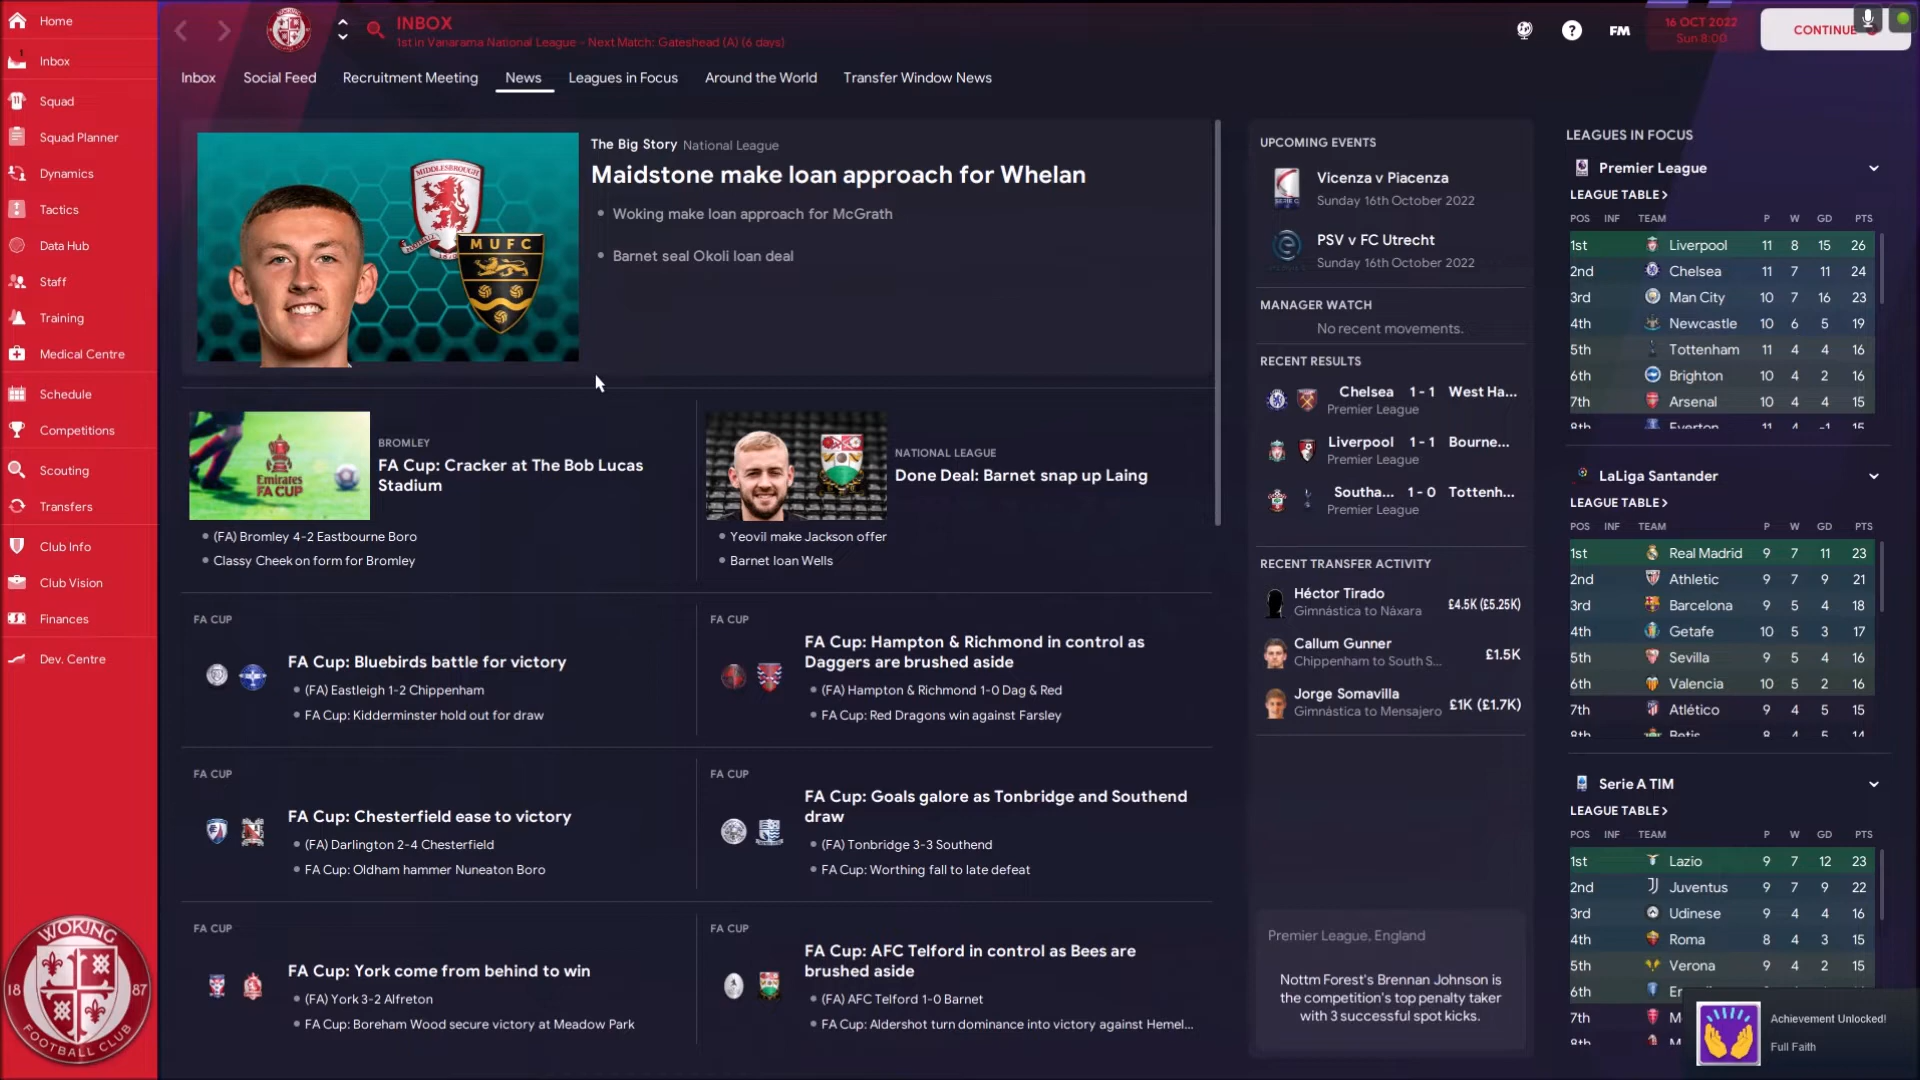 Home
INBOX
1st in Vanarama National League - Next Match: Gateshead (A) (6 days)
FM
16 OCT 2022
Sun 8:00
CONTINUE
1
Inbox
Inbox
Social Feed
Recruitment Meeting
News
Leagues in Focus
Around the World
Transfer Window News
Squad
Squad Planner
Dynamics
Tactics
Data Hub
Staff
Training
Medical Centre
Schedule
Competitions
Scouting
Transfers
Club Info
Club Vision
Finances
Dev. Centre
WOKING
18 87
FOOTBALL CLUB
MIDDLESBROUGH
MUFC
The Big Story National League
Maidstone make loan approach for Whelan
Woking make loan approach for McGrath
Barnet seal Okoli loan deal
Emirates
FA CUP
BROMLEY
FA Cup: Cracker at The Bob Lucas
Stadium
(FA) Bromley 4-2 Eastbourne Boro
Classy Cheek on form for Bromley
NATIONAL LEAGUE
Done Deal: Barnet snap up Laing
Yeovil make Jackson offer
Barnet loan Wells
FA CUP
FA Cup: Bluebirds battle for victory
(FA) Eastleigh 1-2 Chippenham
FA Cup: Kidderminster hold out for draw
FA CUP
FA Cup: Hampton & Richmond in control as
Daggers are brushed aside
(FA) Hampton & Richmond 1-0 Dag & Red
FA Cup: Red Dragons win against Farsley
FA CUP
FA Cup: Chesterfield ease to victory
(FA) Darlington 2-4 Chesterfield
FA Cup: Oldham hammer Nuneaton Boro
FA CUP
FA Cup: Goals galore as Tonbridge and Southend
draw
(FA) Tonbridge 3-3 Southend
FA Cup: Worthing fall to late defeat
FA CUP
FA Cup: York come from behind to win
(FA) York 3-2 Alfreton
FA Cup: Boreham Wood secure victory at Meadow Park
FA CUP
FA Cup: AFC Telford in control as Bees are
brushed aside
(FA) AFC Telford 1-0 Barnet
FA Cup: Aldershot turn dominance into victory against Hemel...
UPCOMING EVENTS
Vicenza v Piacenza
Sunday 16th October 2022
PSV v FC Utrecht
Sunday 16th October 2022
MANAGER WATCH
No recent movements.
RECENT RESULTS
Chelsea 1 - 1 West Ha...
Premier League
Liverpool 1 - 1 Bourne...
Premier League
Southa... 1 - 0 Tottenh...
Premier League
RECENT TRANSFER ACTIVITY
Héctor Tirado
Gimnástica to Náxara £4.5K (£5.25K)
Callum Gunner
Chippenham to South S... £1.5K
Jorge Somavilla
Gimnástica to Mensajero £1K (£1.7K)
Premier League, England
Nottm Forest's Brennan Johnson is
the competition's top penalty taker
with 3 successful spot kicks.
LEAGUES IN FOCUS
Premier League
LEAGUE TABLE >
POS INF TEAM P W GD PTS
1st Liverpool 11 8 15 26
2nd Chelsea 11 7 11 24
3rd Man City 10 7 16 23
4th Newcastle 10 6 5 19
5th Tottenham 11 4 4 16
6th Brighton 10 4 2 16
7th Arsenal 10 4 4 15
8th Everton 11 4 -1 15
LaLiga Santander
LEAGUE TABLE >
POS INF TEAM P W GD PTS
1st Real Madrid 9 7 11 23
2nd Athletic 9 7 9 21
3rd Barcelona 9 5 4 18
4th Getafe 10 5 3 17
5th Sevilla 9 5 4 16
6th Valencia 10 5 2 16
7th Atlético 9 4 5 15
8th Betis 8 4 5 14
Serie A TIM
LEAGUE TABLE >
POS INF TEAM P W GD PTS
1st Lazio 9 7 12 23
2nd Juventus 9 7 9 22
3rd Udinese 9 4 4 16
4th Roma 8 4 3 15
5th Verona 9 4 2 15
6th
7th
8th
Achievement Unlocked!
Full Faith